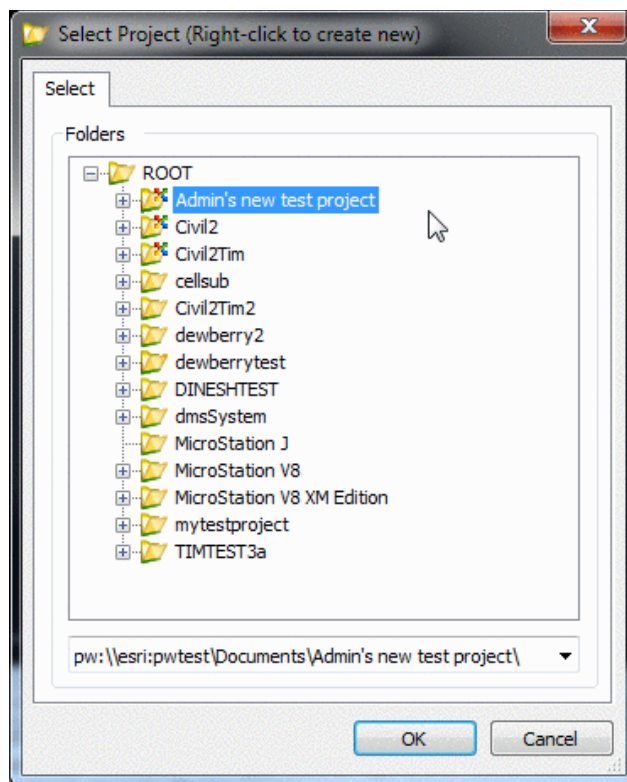 Select Project (Right-click to create new)
Select
Folders
ROOT
Admin's new test project
Civil2
Civil2Tim
cellsub
Civil2Tim2
dewberry2
dewberrytest
DINESHTEST
dmsSystem
MicroStation J
MicroStation V8
MicroStation V8 XM Edition
mytestproject
TIMTEST3a
pw:\\esri:pwtest\Documents\Admin's new test project\
OK Cancel